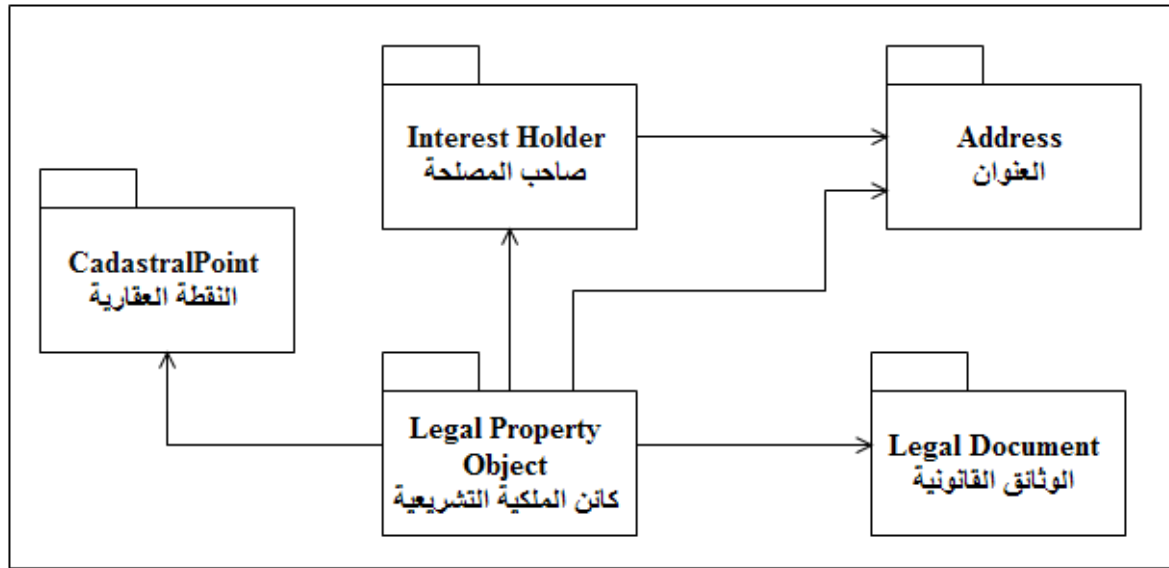 Interest Holder
صاحب المصلحة
Address
العنوان
CadastralPoint
النقطة العقارية
Legal Property
Object
كائن الملكية التشريعية
Legal Document
الوثائق القانونية